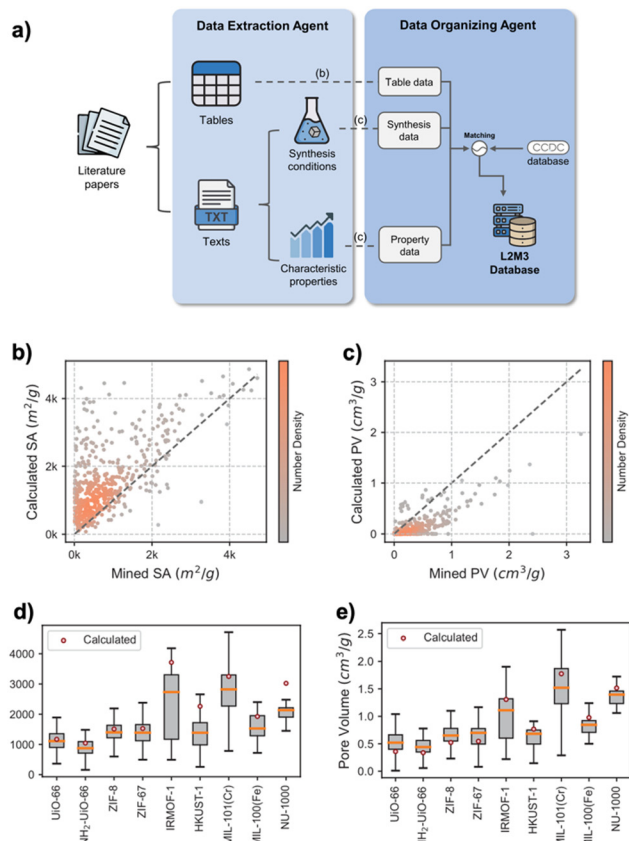 a)
Data Extraction Agent
Data Organizing Agent
Literature
papers
Tables
(b)
Table data
TXT
Texts
Synthesis
conditions
(c)
Synthesis
data
Characteristic
properties
(c)
Property
data
Matching
CCDC
database
L2M3
Database
b)
Calculated SA (m²/g)
4k
2k
0k
0k
2k
4k
Mined SA (m²/g)
Number Density
c)
Calculated PV (cm³/g)
3
2
1
0
0
1
2
3
Mined PV (cm³/g)
Number Density
d)
Calculated
4000
3000
2000
1000
0
UiO-66
NH₂-UiO-66
ZIF-8
ZIF-67
IRMOF-1
HKUST-1
MIL-101(Cr)
MIL-100(Fe)
NU-1000
e)
Pore Volume (cm³/g)
Calculated
2.5
2.0
1.5
1.0
0.5
0.0
UiO-66
NH₂-UiO-66
ZIF-8
ZIF-67
IRMOF-1
HKUST-1
MIL-101(Cr)
MIL-100(Fe)
NU-1000